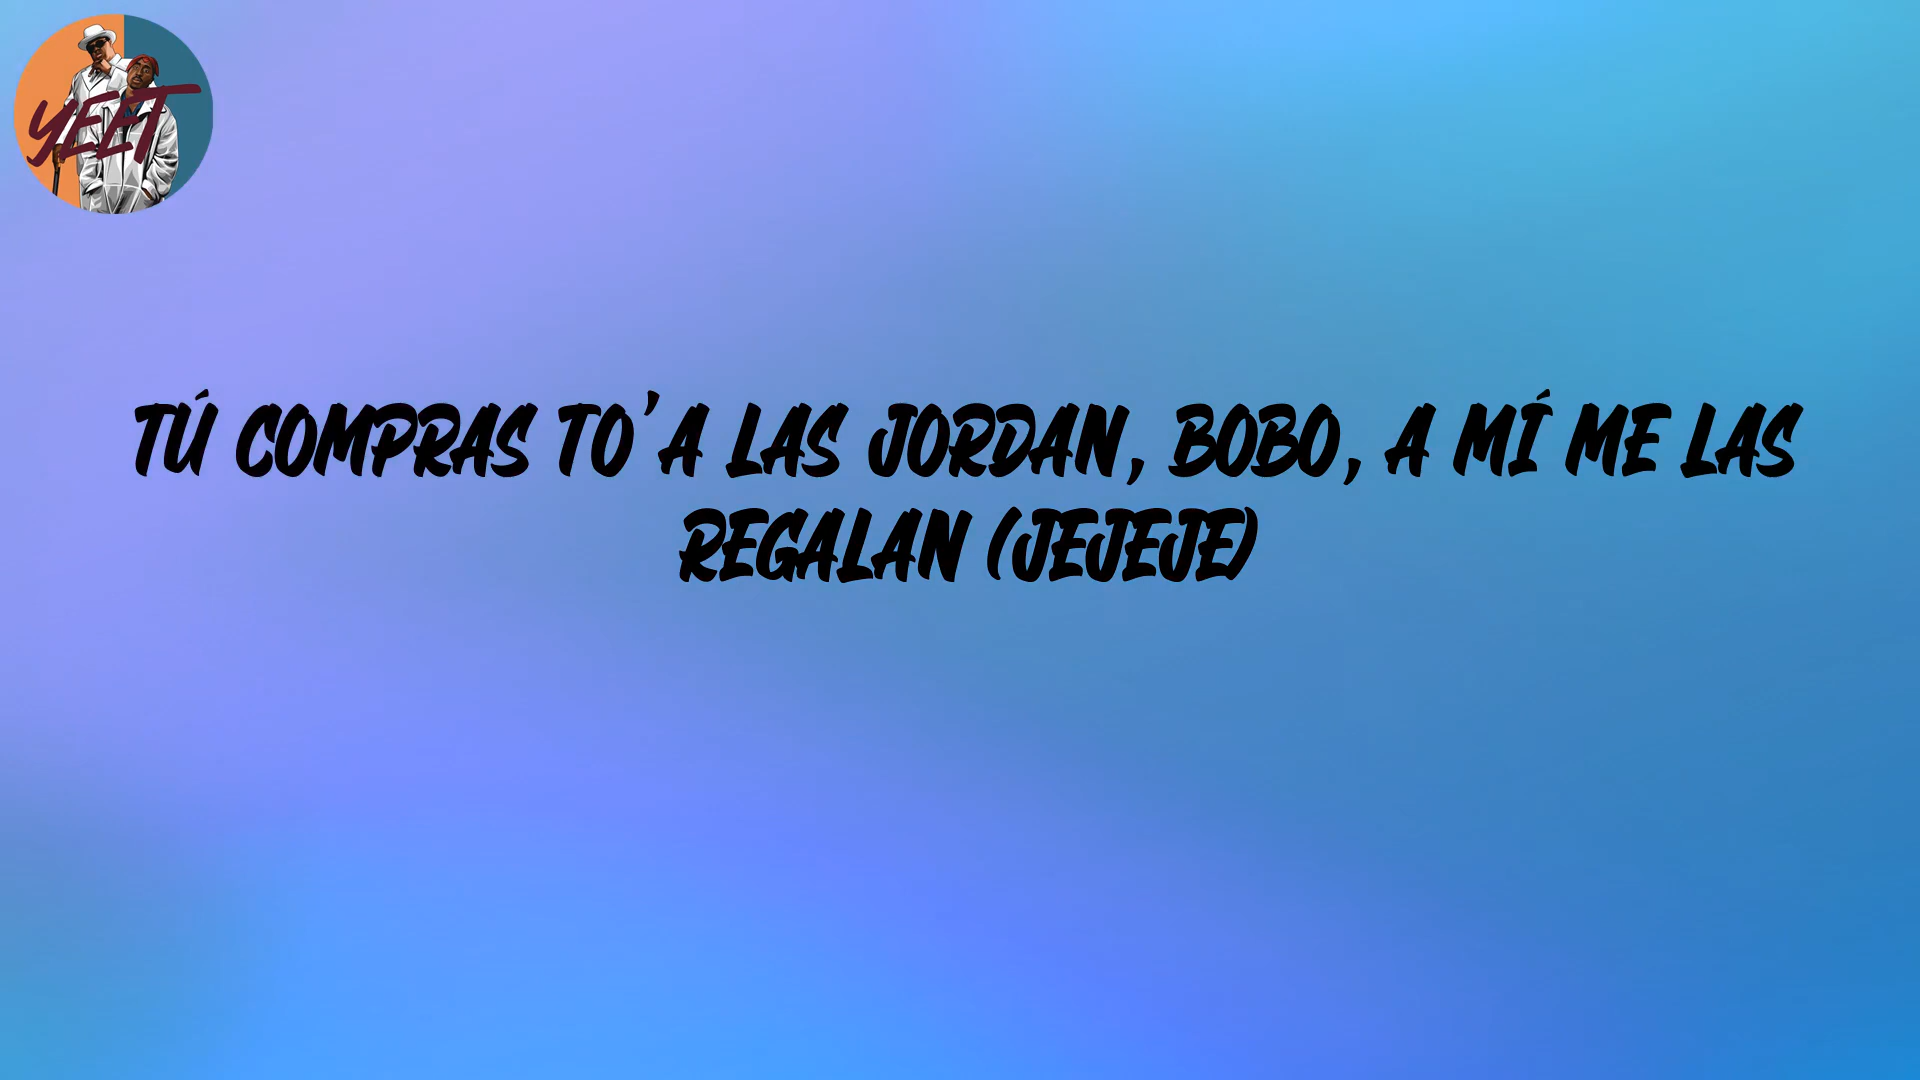 YEET
TÚ COMPRAS TO'A LAS JORDAN, BOBO, A MÍ ME LAS
REGALAN (JEJEJE)